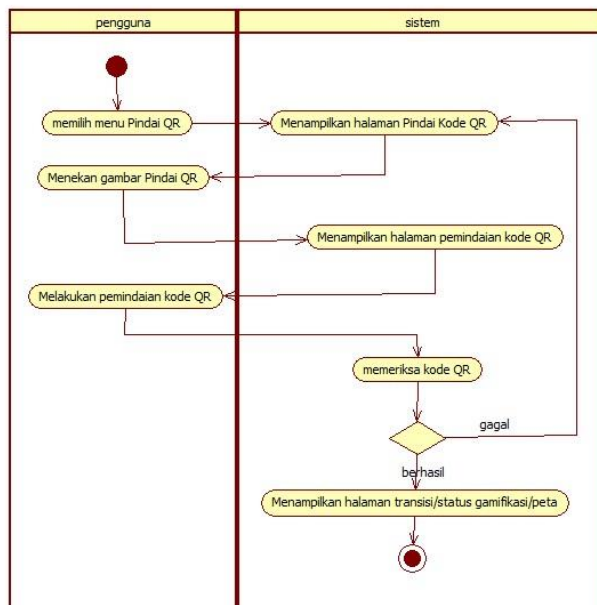 pengguna
sistem
memilih menu Pindai QR
Menampilkan halaman Pindai Kode QR
Menekan gambar Pindai QR
Menampilkan halaman pemindaian kode QR
Melakukan pemindaian kode QR
memeriksa kode QR
gagal
berhasil
Menampilkan halaman transisi/status gamifikasi/peta